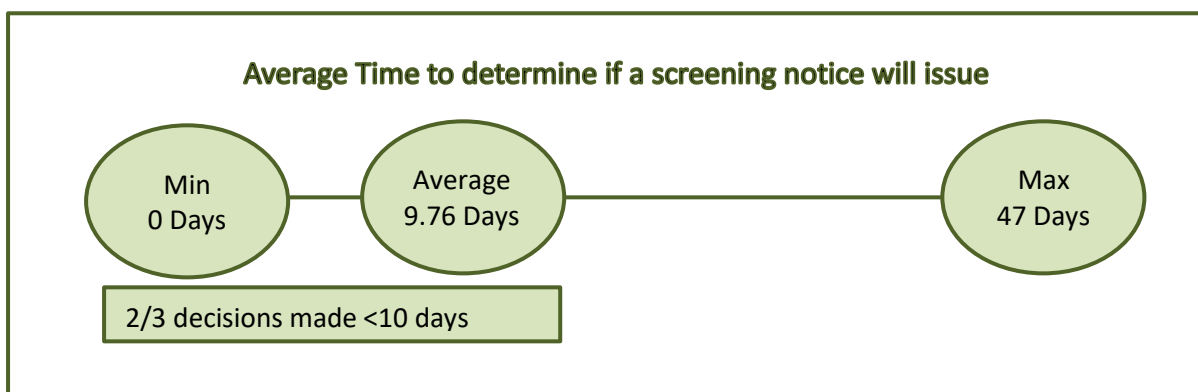 Average Time to determine if a screening notice will issue
Min
0 Days
Average
9.76 Days
Max
47 Days
2/3 decisions made <10 days